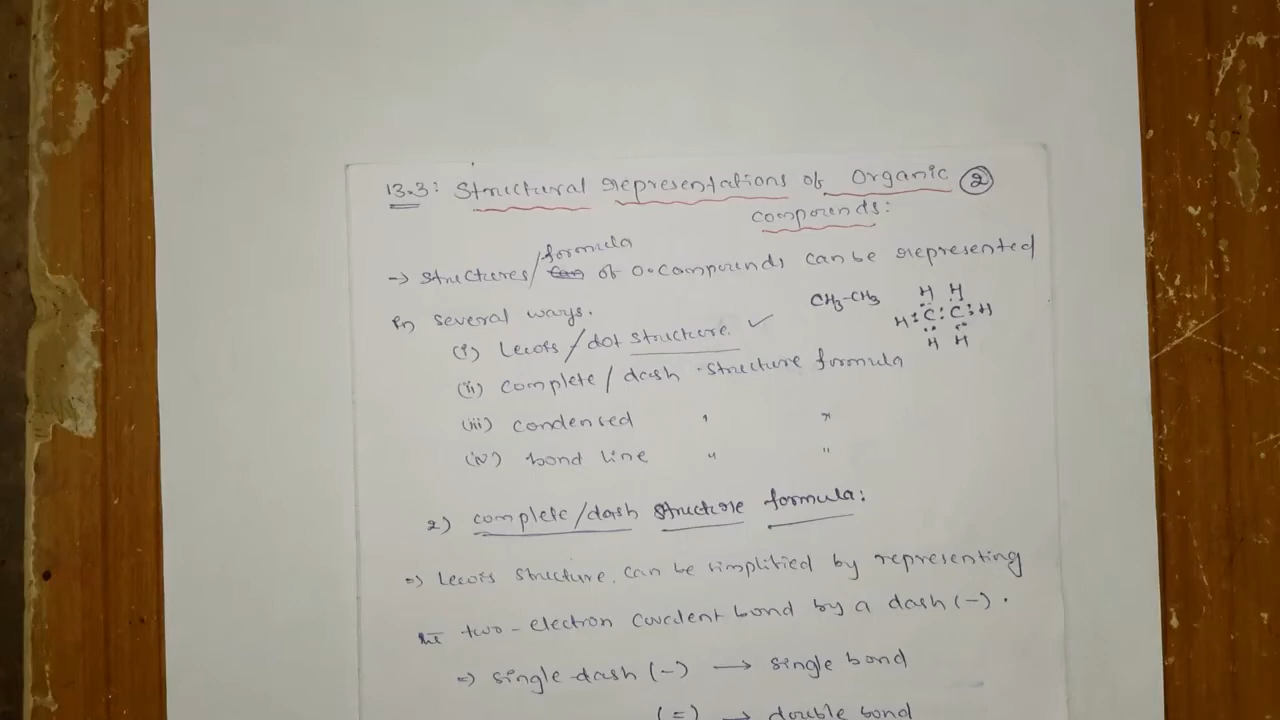 13.3: Structural representations of organic ②
compounds:
formula
→ structures/ of o.compounds can be represented
in several ways.
CH3-CH3
H H
H : C : C : H
H H
(i) Lewis / dot structure. ✓
(ii) complete / dash structure formula
(iii) condensed " "
(iv) bond line " "
2) complete/dash structure formula:
⇒ Lewis structure. can be simplified by representing
two-electron covalent bond by a dash (-).
⇒ single dash (-) → single bond
(=) → double bond